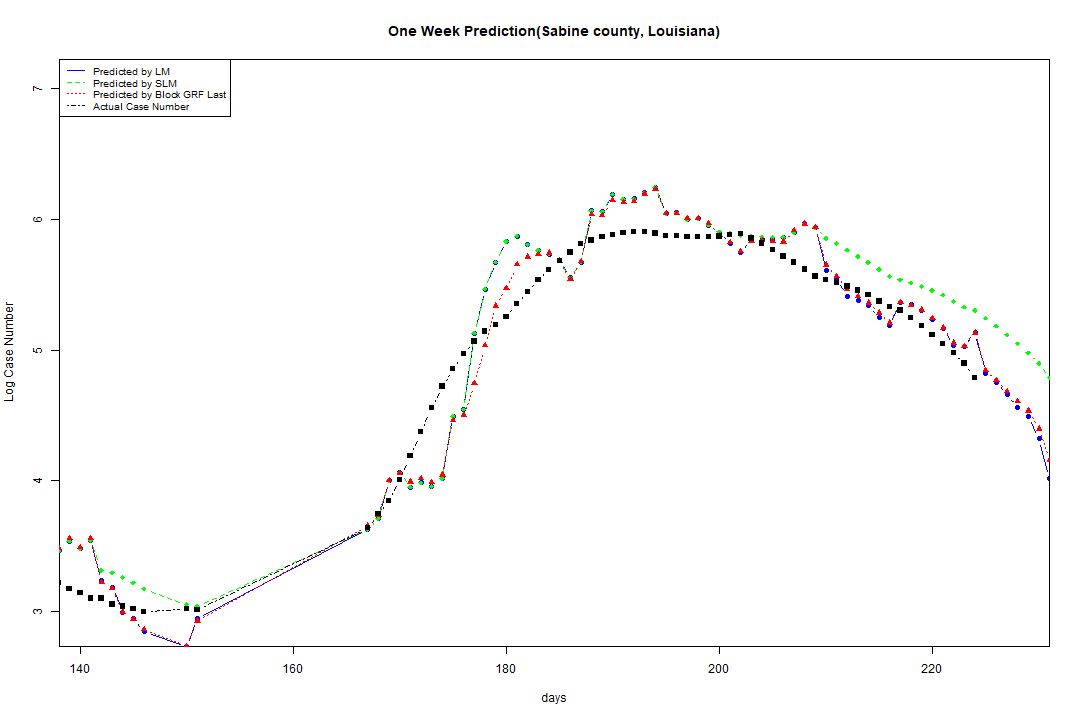 One Week Prediction(Sabine county, Louisiana)
Predicted by LM
Predicted by SLM
Predicted by Block GRF Last
Actual Case Number
7
6
5
4
3
Log Case Number
140 160 180 200 220
days